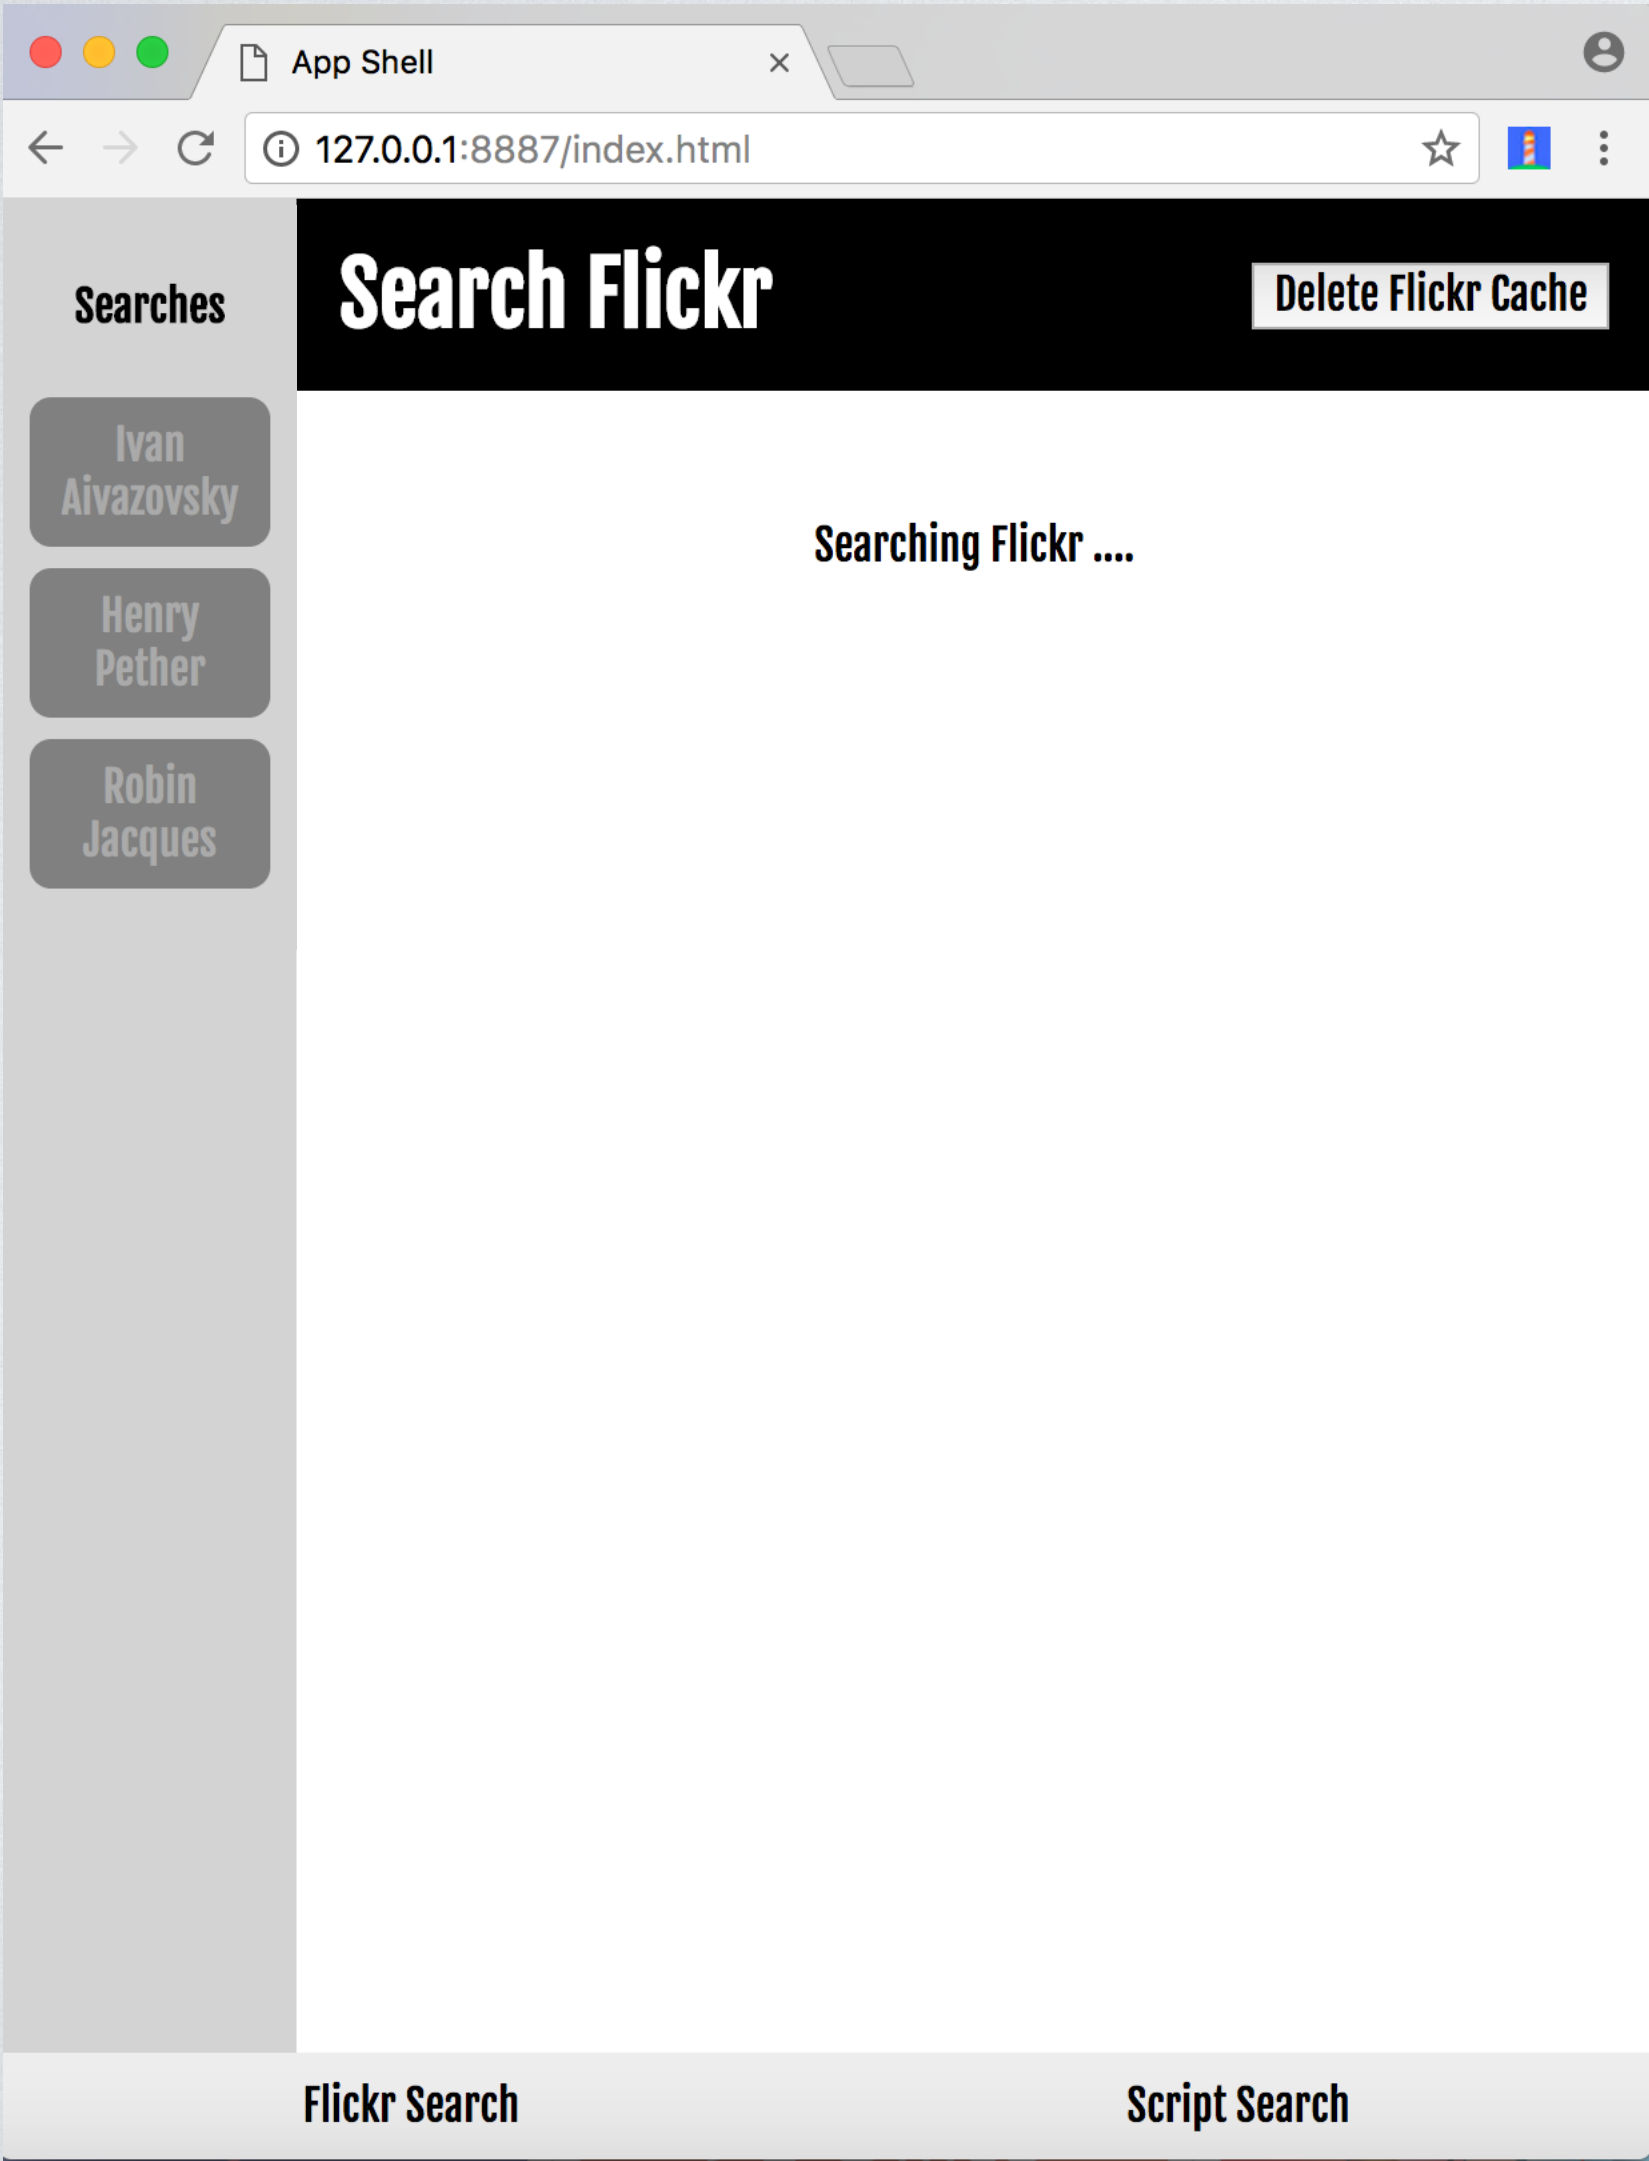 App Shell
127.0.0.1:8887/index.html
Searches
Search Flickr
Delete Flickr Cache
Ivan
Aivazovsky
Henry
Pether
Robin
Jacques
Searching Flickr ....
Flickr Search
Script Search